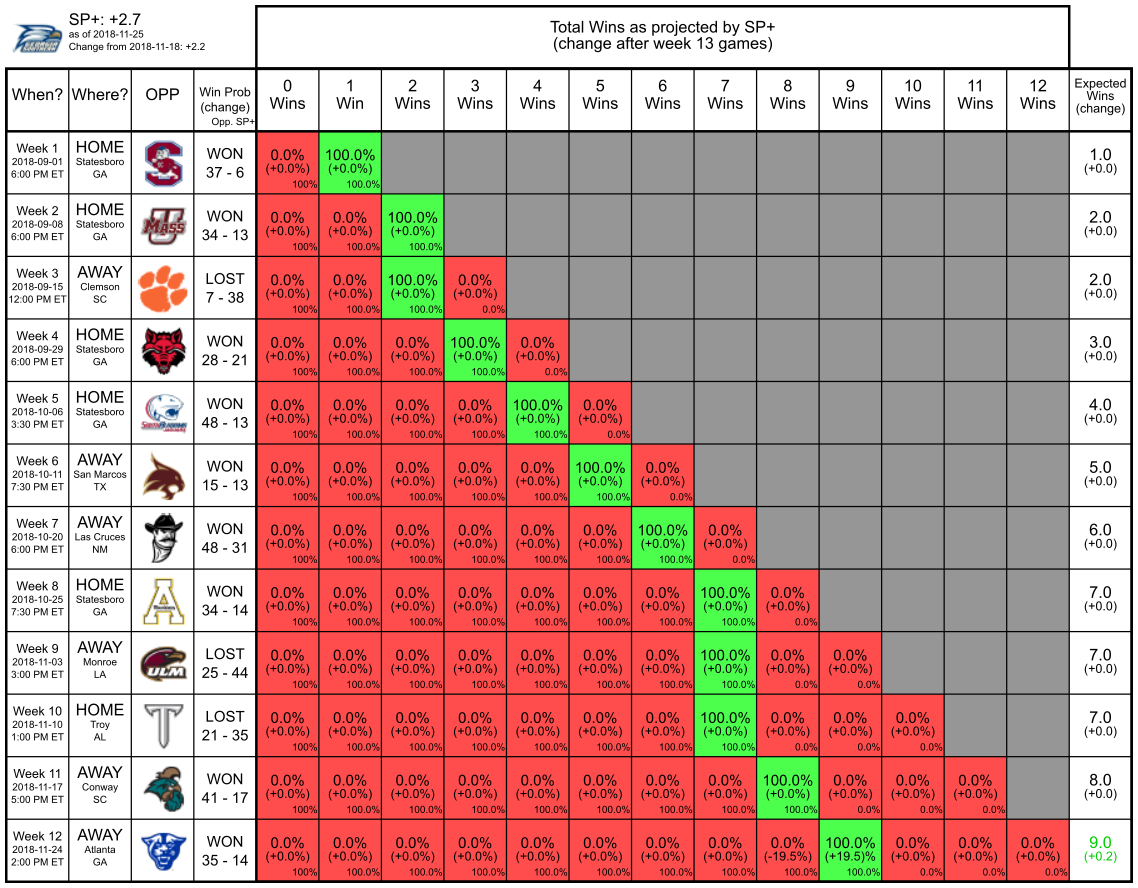 SP+: +2.7
as of 2018-11-25
Change from 2018-11-18: +2.2
Total Wins as projected by SP+
(change after week 13 games)
When? Where? OPP Win Prob (change) Opp. SP+ 0 Wins 1 Win 2 Wins 3 Wins 4 Wins 5 Wins 6 Wins 7 Wins 8 Wins 9 Wins 10 Wins 11 Wins 12 Wins Expected Wins (change)
Week 1 HOME WON 0.0% 100.0% 1.0
2018-09-01 Statesboro S 37 - 6 (+0.0%) (+0.0%) (+0.0)
6:00 PM ET GA 100% 100.0%
Week 2 HOME WON 0.0% 0.0% 100.0% 2.0
2018-09-08 Statesboro MASS 34 - 13 (+0.0%) (+0.0%) (+0.0%) (+0.0)
6:00 PM ET GA 100% 100.0% 100.0%
Week 3 AWAY LOST 0.0% 0.0% 100.0% 0.0% 2.0
2018-09-15 Clemson 7 - 38 (+0.0%) (+0.0%) (+0.0%) (+0.0%) (+0.0)
12:00 PM ET SC 100% 100.0% 100.0% 0.0%
Week 4 HOME WON 0.0% 0.0% 0.0% 100.0% 0.0% 3.0
2018-09-29 Statesboro 28 - 21 (+0.0%) (+0.0%) (+0.0%) (+0.0%) (+0.0%) (+0.0)
6:00 PM ET GA 100% 100.0% 100.0% 100.0% 0.0%
Week 5 HOME WON 0.0% 0.0% 0.0% 0.0% 100.0% 0.0% 4.0
2018-10-06 Statesboro 48 - 13 (+0.0%) (+0.0%) (+0.0%) (+0.0%) (+0.0%) (+0.0%) (+0.0)
3:30 PM ET GA 100% 100.0% 100.0% 100.0% 100.0% 0.0%
Week 6 AWAY WON 0.0% 0.0% 0.0% 0.0% 0.0% 100.0% 0.0% 5.0
2018-10-11 San Marcos 15 - 13 (+0.0%) (+0.0%) (+0.0%) (+0.0%) (+0.0%) (+0.0%) (+0.0%) (+0.0)
7:30 PM ET TX 100% 100.0% 100.0% 100.0% 100.0% 100.0% 0.0%
Week 7 AWAY WON 0.0% 0.0% 0.0% 0.0% 0.0% 0.0% 100.0% 0.0% 6.0
2018-10-20 Las Cruces 48 - 31 (+0.0%) (+0.0%) (+0.0%) (+0.0%) (+0.0%) (+0.0%) (+0.0%) (+0.0%) (+0.0)
6:00 PM ET NM 100% 100.0% 100.0% 100.0% 100.0% 100.0% 100.0% 0.0%
Week 8 HOME WON 0.0% 0.0% 0.0% 0.0% 0.0% 0.0% 0.0% 100.0% 0.0% 7.0
2018-10-25 Statesboro A 34 - 14 (+0.0%) (+0.0%) (+0.0%) (+0.0%) (+0.0%) (+0.0%) (+0.0%) (+0.0%) (+0.0%) (+0.0)
7:30 PM ET GA 100% 100.0% 100.0% 100.0% 100.0% 100.0% 100.0% 100.0% 0.0%
Week 9 AWAY LOST 0.0% 0.0% 0.0% 0.0% 0.0% 0.0% 0.0% 100.0% 0.0% 0.0% 7.0
2018-11-03 Monroe ULM 25 - 44 (+0.0%) (+0.0%) (+0.0%) (+0.0%) (+0.0%) (+0.0%) (+0.0%) (+0.0%) (+0.0%) (+0.0%) (+0.0)
3:00 PM ET LA 100% 100.0% 100.0% 100.0% 100.0% 100.0% 100.0% 100.0% 0.0% 0.0%
Week 10 HOME LOST 0.0% 0.0% 0.0% 0.0% 0.0% 0.0% 0.0% 100.0% 0.0% 0.0% 0.0% 7.0
2018-11-10 Troy T 21 - 35 (+0.0%) (+0.0%) (+0.0%) (+0.0%) (+0.0%) (+0.0%) (+0.0%) (+0.0%) (+0.0%) (+0.0%) (+0.0%) (+0.0)
1:00 PM ET AL 100% 100.0% 100.0% 100.0% 100.0% 100.0% 100.0% 100.0% 0.0% 0.0% 0.0%
Week 11 AWAY WON 0.0% 0.0% 0.0% 0.0% 0.0% 0.0% 0.0% 0.0% 100.0% 0.0% 0.0% 0.0% 8.0
2018-11-17 Conway 41 - 17 (+0.0%) (+0.0%) (+0.0%) (+0.0%) (+0.0%) (+0.0%) (+0.0%) (+0.0%) (+0.0%) (+0.0%) (+0.0%) (+0.0%) (+0.0)
5:00 PM ET SC 100% 100.0% 100.0% 100.0% 100.0% 100.0% 100.0% 100.0% 100.0% 0.0% 0.0% 0.0%
Week 12 AWAY WON 0.0% 0.0% 0.0% 0.0% 0.0% 0.0% 0.0% 0.0% 0.0% 100.0% 0.0% 0.0% 0.0% 9.0
2018-11-24 Atlanta 35 - 14 (+0.0%) (+0.0%) (+0.0%) (+0.0%) (+0.0%) (+0.0%) (+0.0%) (+0.0%) (-19.5%) (+19.5)% (+0.0%) (+0.0%) (+0.0%) (+0.2)
2:00 PM ET GA 100% 100.0% 100.0% 100.0% 100.0% 100.0% 100.0% 100.0% 100.0% 100.0% 0.0% 0.0% 0.0%